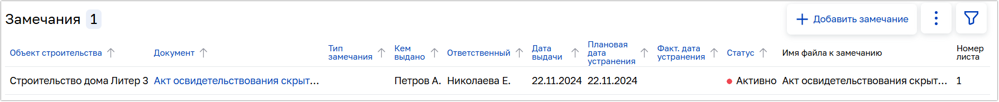 Замечания 1
Добавить замечание
Объект строительства
Документ
Тип
замечания
Кем
выдано
Ответственный
Дата
выдачи
Плановая
дата
устранения
Факт. дата
устранения
Статус
Имя файла к замечанию
Номер
листа
Строительство дома Литер 3 Акт освидетельствования скрыт... Петров А. Николаева Е. 22.11.2024 22.11.2024 Активно Акт освидетельствования скрыт... 1